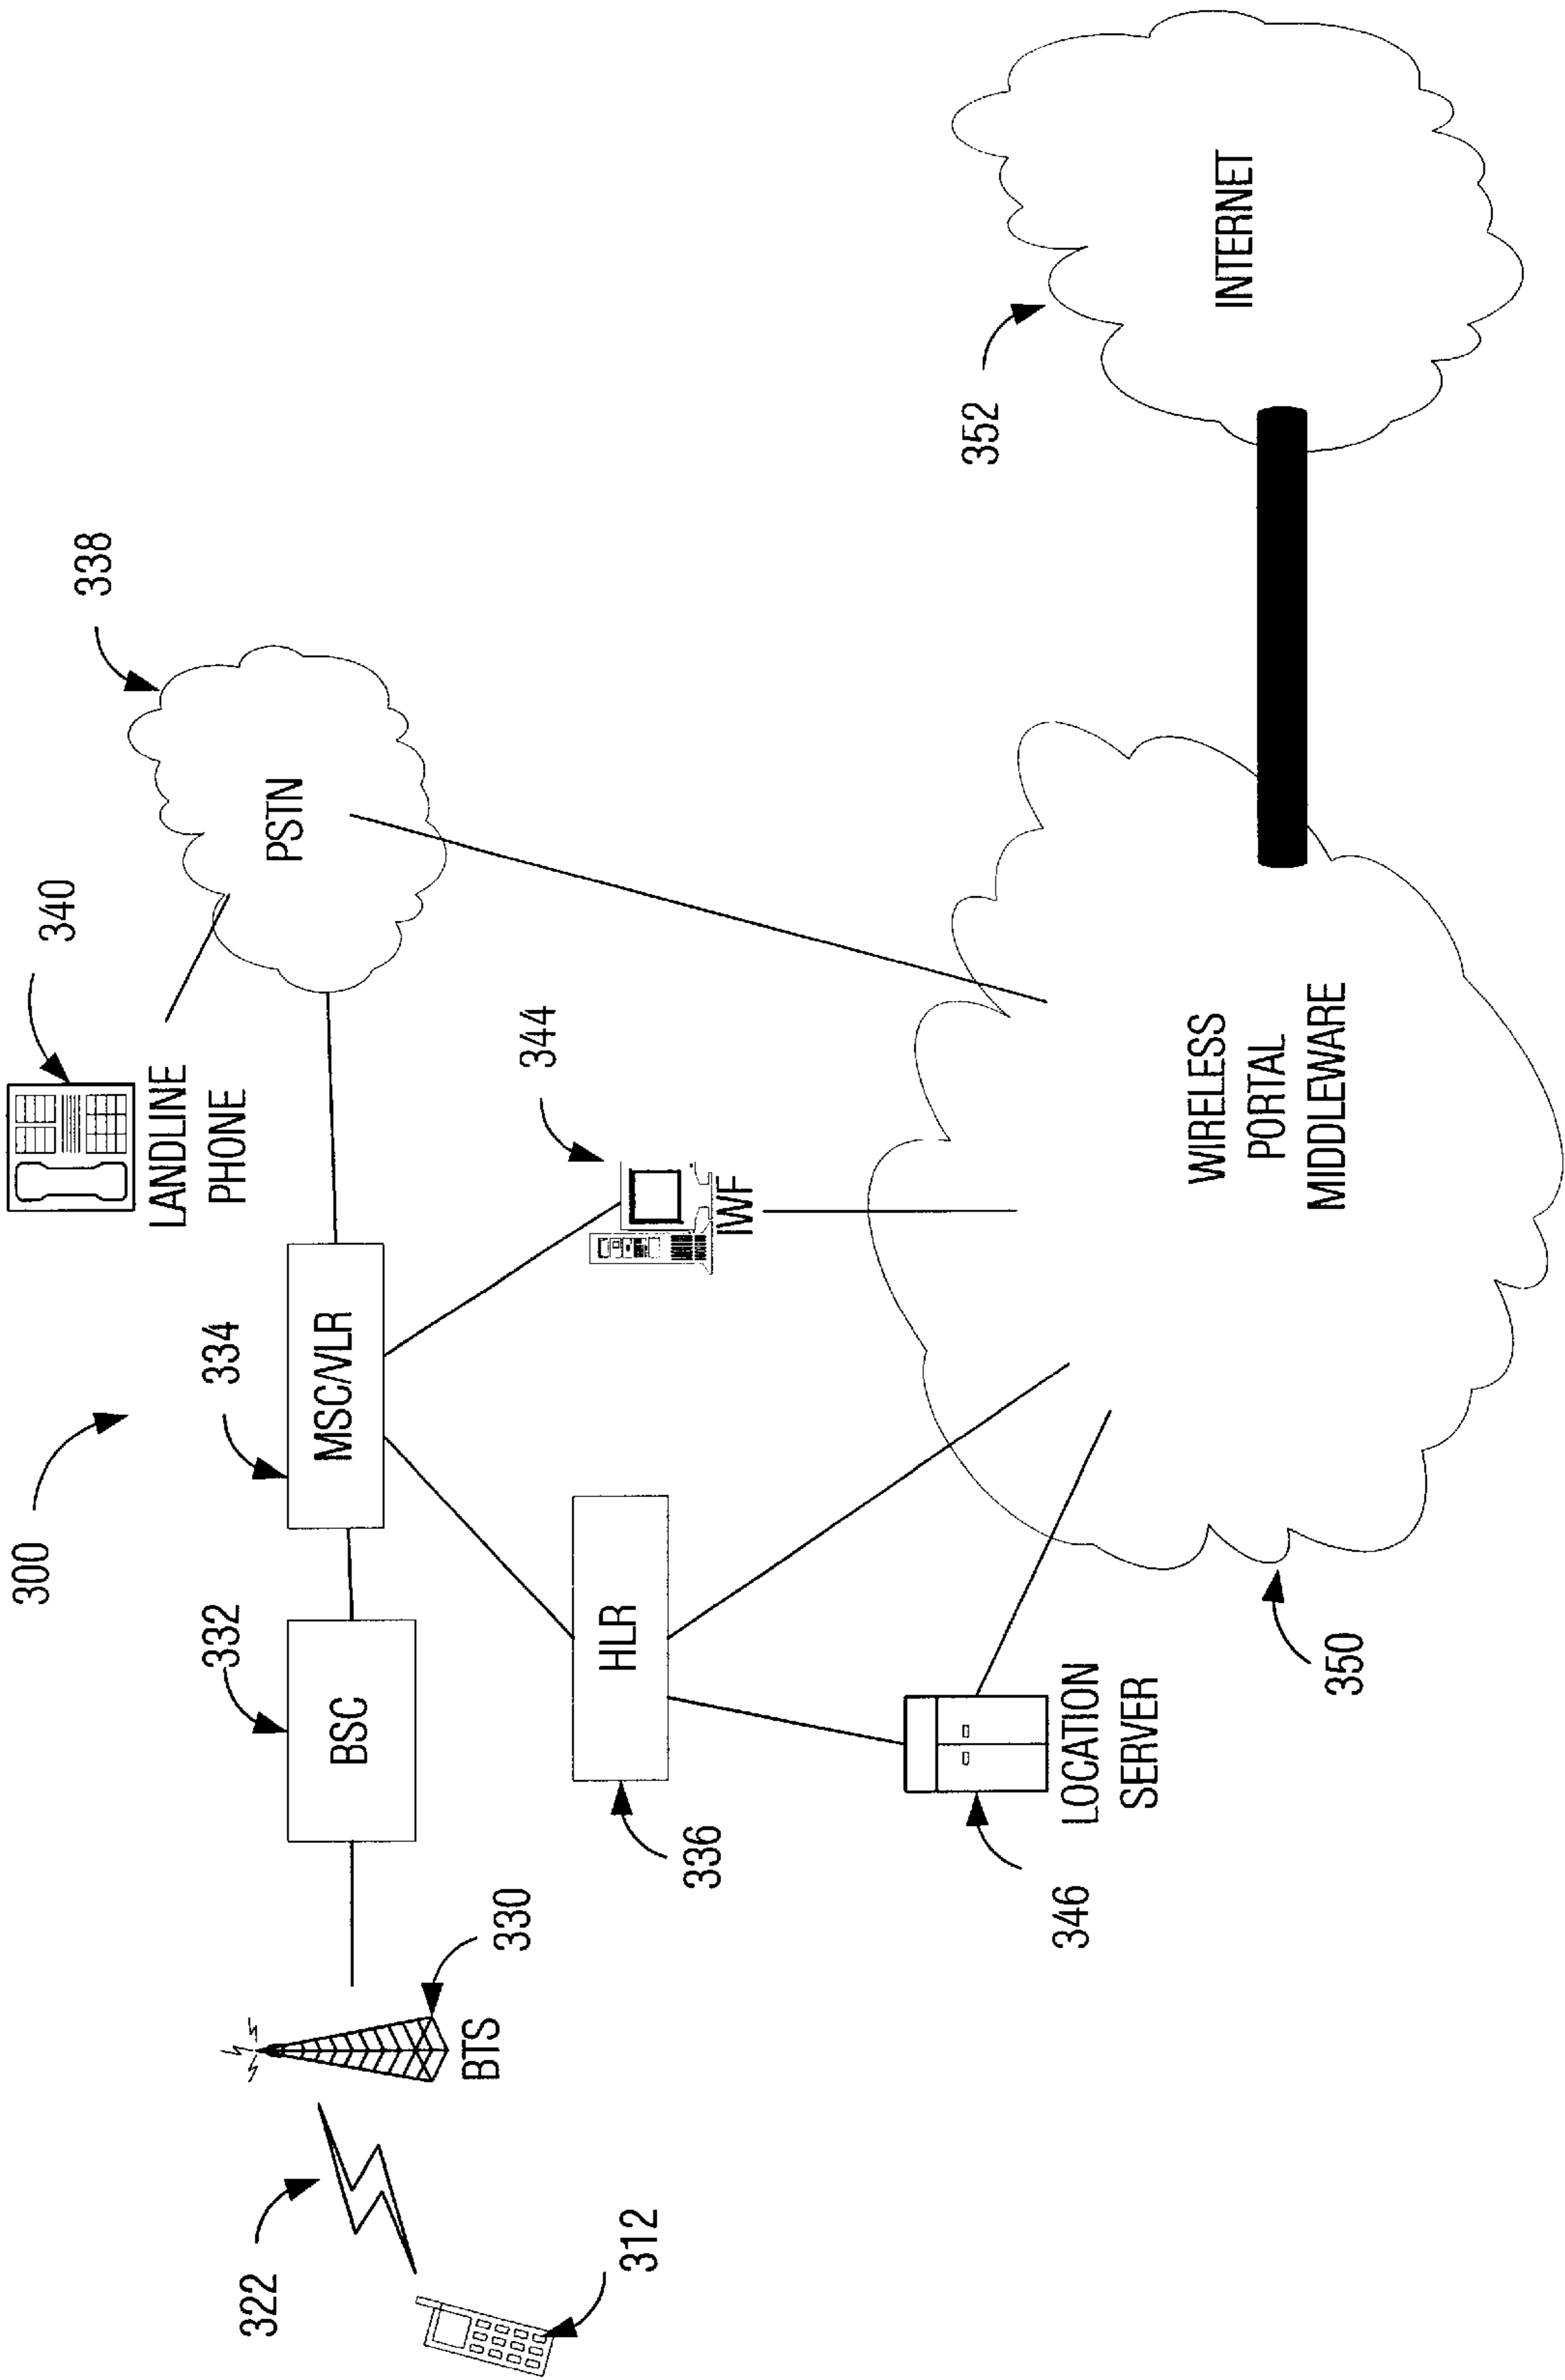 300
340
LANDLINE
PHONE
338
PSTN
332
334
BSC
MSC/VLR
322
330
BTS
312
336
HLR
344
IWF
346
LOCATION
SERVER
352
INTERNET
WIRELESS
PORTAL
MIDDLEWARE
350